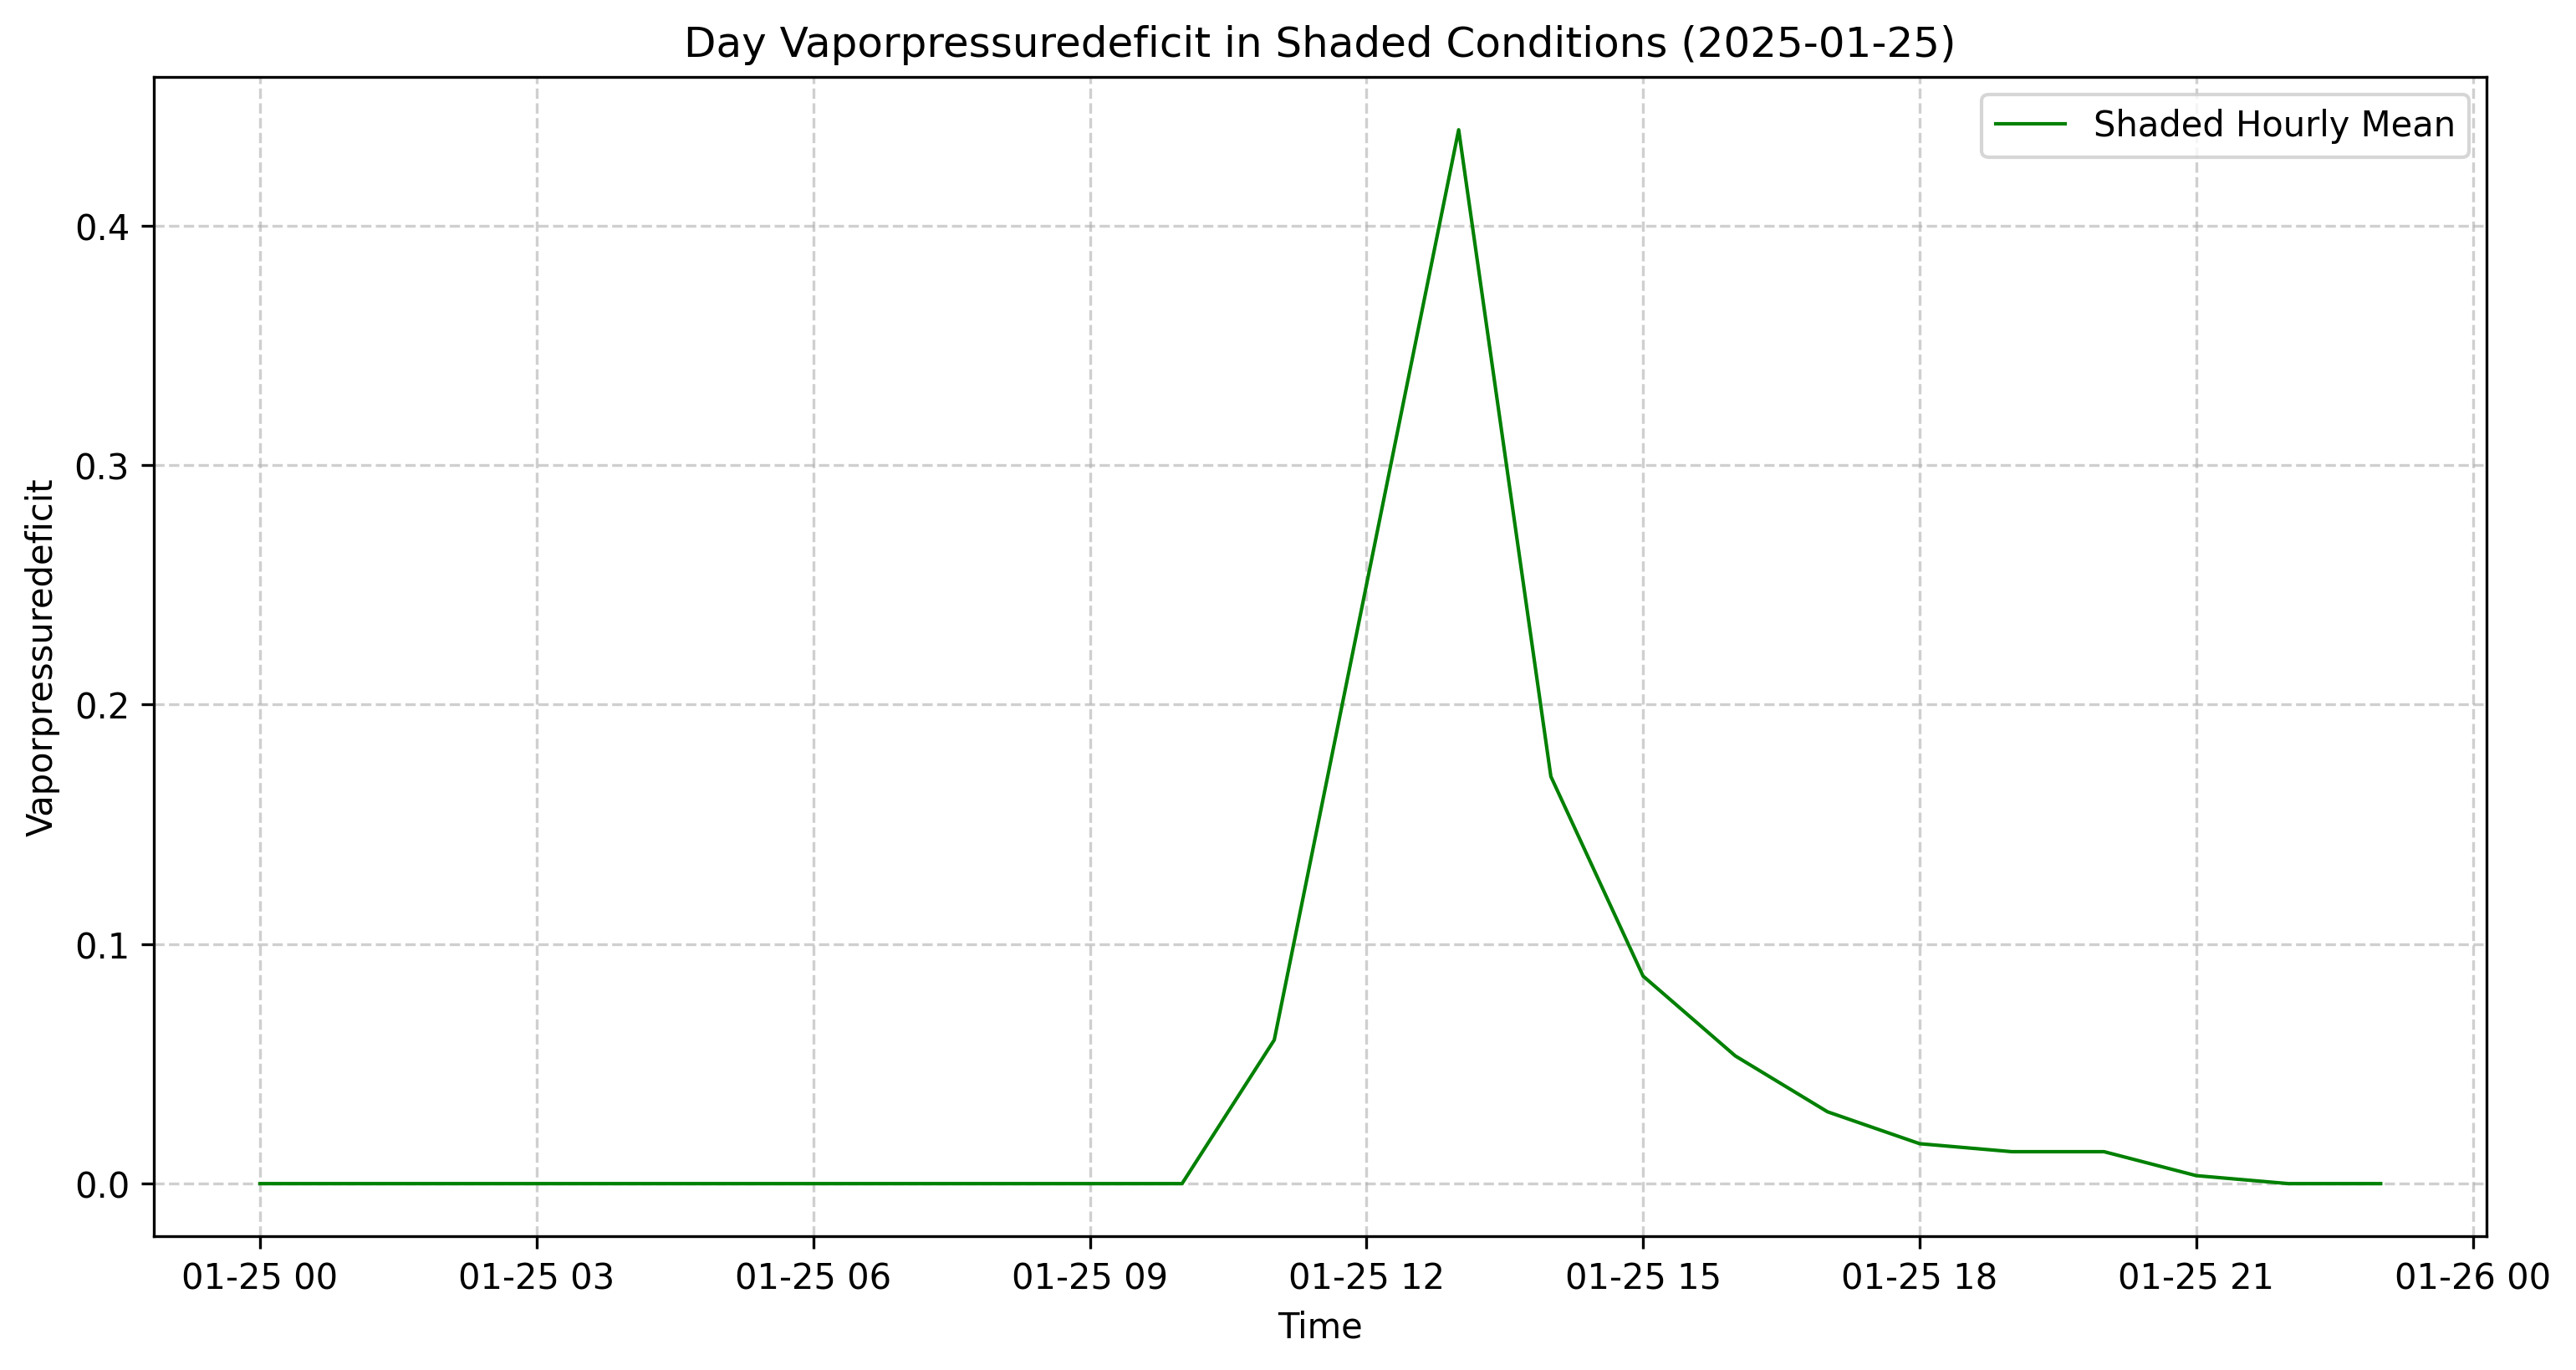 Day Vaporpressuredeficit in Shaded Conditions (2025-01-25)
Shaded Hourly Mean
Vaporpressuredeficit
0.4
0.3
0.2
0.1
0.0
01-25 00 01-25 03 01-25 06 01-25 09 01-25 12 01-25 15 01-25 18 01-25 21 01-26 00
Time